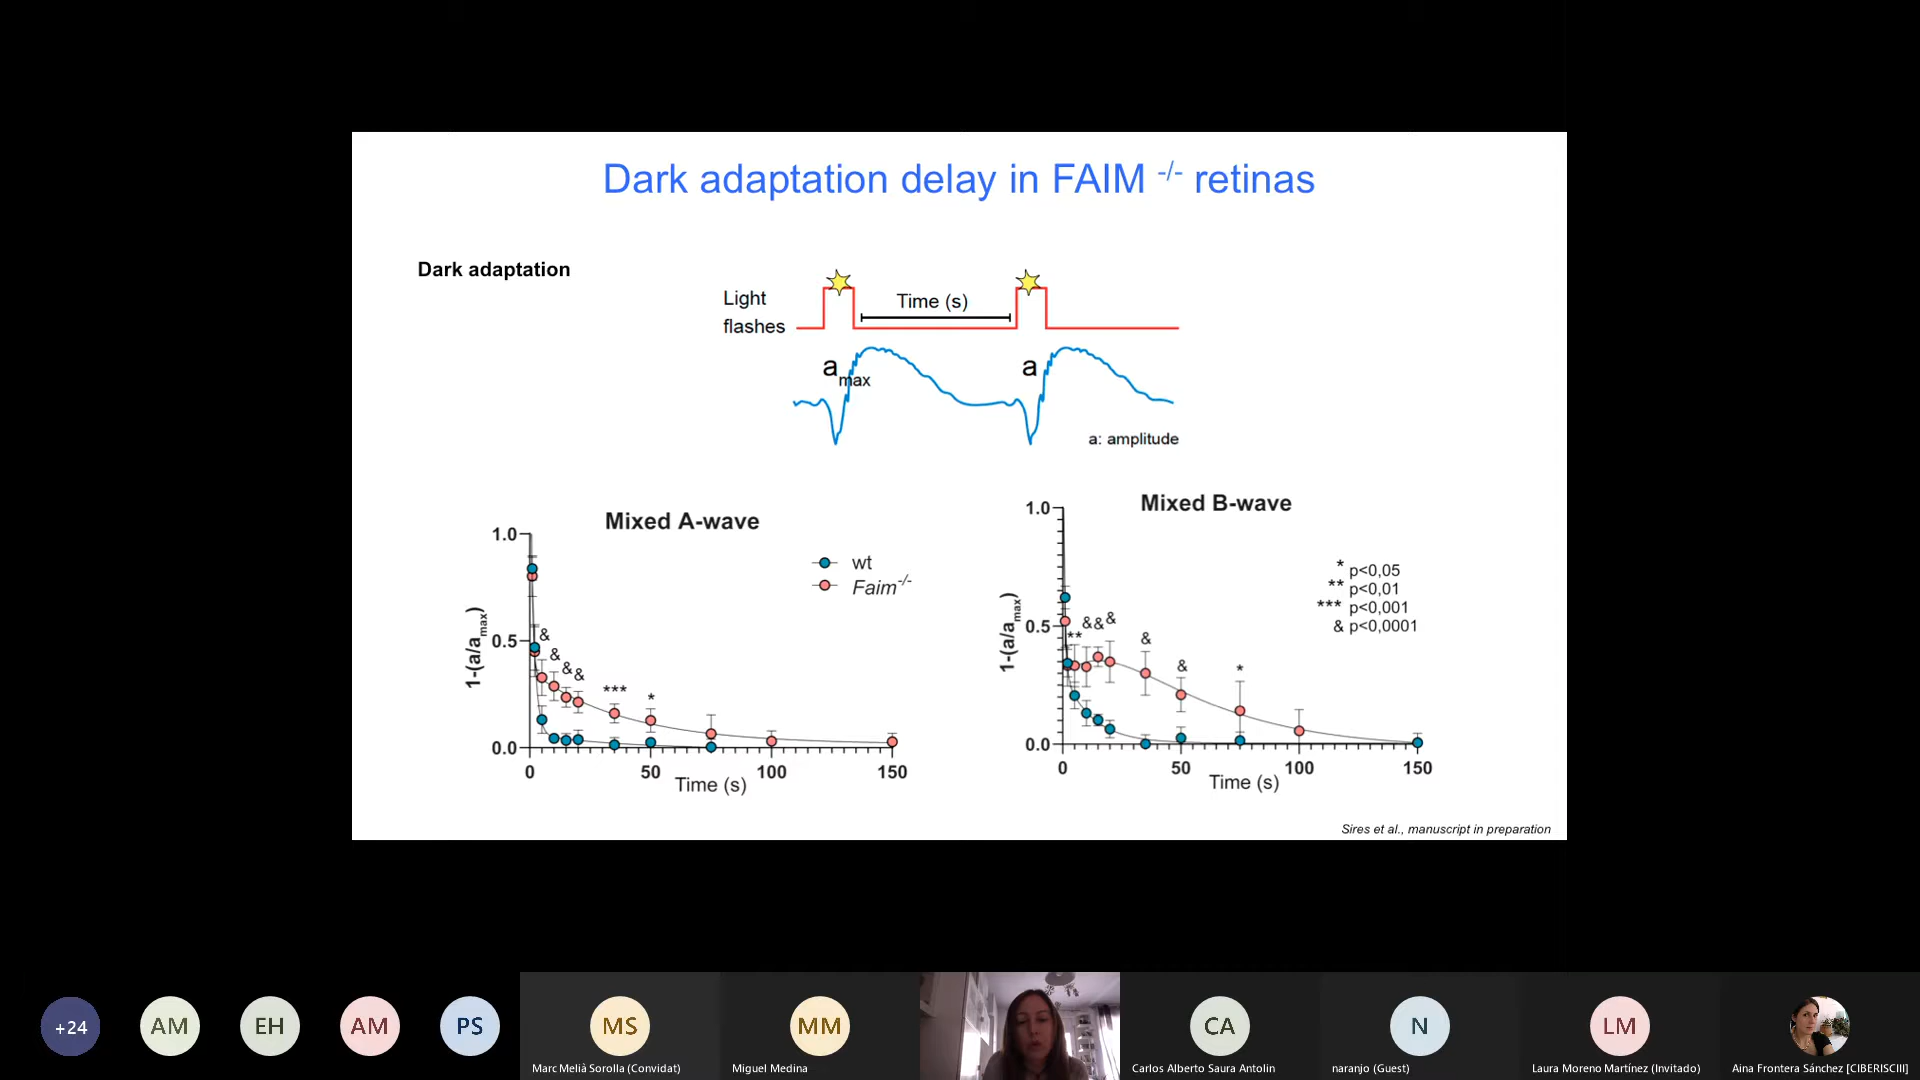 Dark adaptation delay in FAIM -/- retinas
Dark adaptation
Light
flashes
Time (s)
a max
a
a: amplitude
Mixed A-wave
1-(a/amax)
1.0
0.5
0.0
& & & & *** *
wt
Faim-/-
0 50 100 150
Time (s)
Mixed B-wave
1-(a/amax)
1.0
0.5
0.0
** & & & & & *
* p<0,05
** p<0,01
*** p<0,001
& p<0,0001
0 50 100 150
Time (s)
Sires et al., manuscript in preparation
+24
AM
EH
AM
PS
MS
Marc Melià Sorolla (Convidat)
MM
Miguel Medina
CA
Carlos Alberto Saura Antolin
N
naranjo (Guest)
LM
Laura Moreno Martínez (Invitado)
Aina Frontera Sánchez [CIBERISCIII]